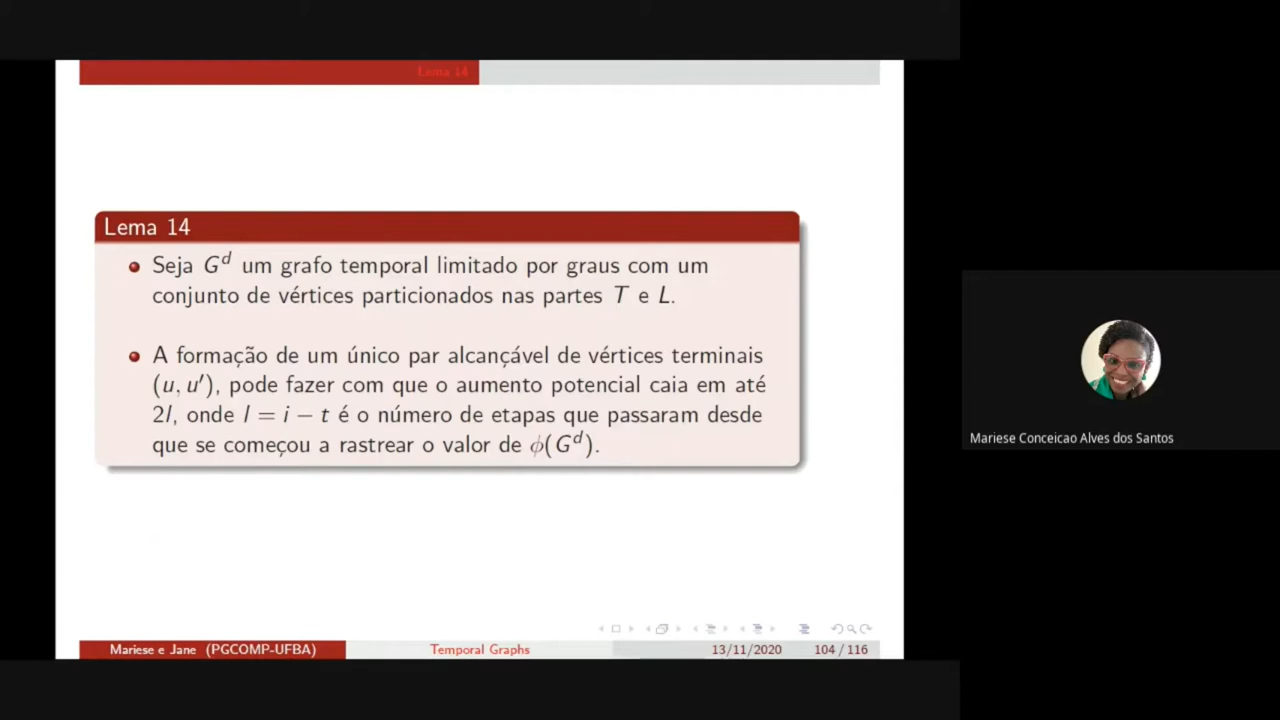 Lema 14
Lema 14
Seja G^d um grafo temporal limitado por graus com um
conjunto de vértices particionados nas partes T e L.
A formação de um único par alcançável de vértices terminais
(u, u′), pode fazer com que o aumento potencial caia em até
2l, onde l = i − t é o número de etapas que passaram desde
que se começou a rastrear o valor de ϕ(G^d).
Mariese Conceicao Alves dos Santos
Mariese e Jane (PGCOMP-UFBA) Temporal Graphs 13/11/2020 104 / 116